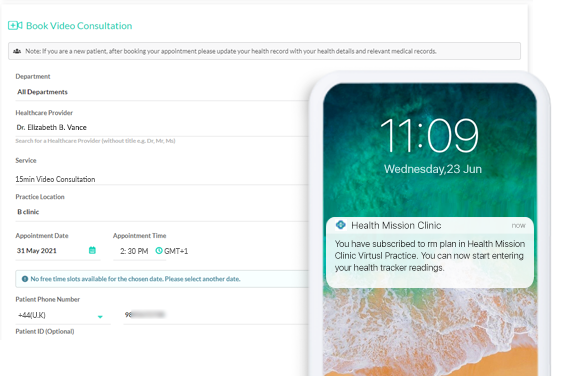 Book Video Consultation
Note: If you are a new patient, after booking your appointment please update your health record with your health details and relevant medical records.
Department
All Departments
Healthcare Provider
Dr. Elizabeth B. Vance
Search for a Healthcare Provider (without title e.g. Dr, Mr, Ms)
Service
15min Video Consultation
Practice Location
B clinic
Appointment Date
Appointment Time
31 May 2021
2: 30 PM
GMT+1
No free time slots available for the chosen date. Please select another date.
Patient Phone Number
+44(U.K)
98
Patient ID (Optional)
11:09
Wednesday,23 Jun
Health Mission Clinic
now
You have subscribed to rm plan in Health Mission
Clinic Virtusl Practice. You can now start entering
your health tracker readings.